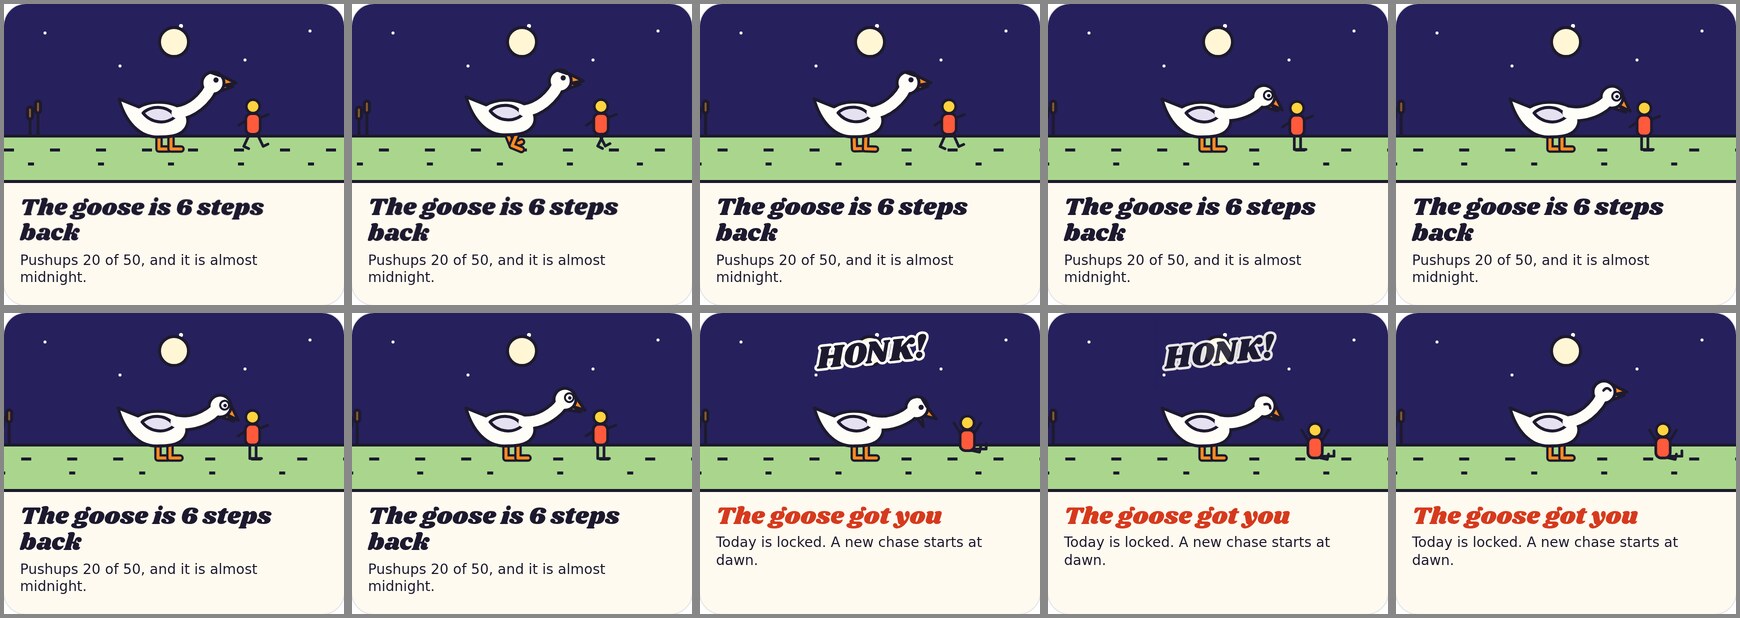 The goose is 6 steps
back
Pushups 20 of 50, and it is almost
midnight.
The goose is 6 steps
back
Pushups 20 of 50, and it is almost
midnight.
The goose is 6 steps
back
Pushups 20 of 50, and it is almost
midnight.
The goose is 6 steps
back
Pushups 20 of 50, and it is almost
midnight.
The goose is 6 steps
back
Pushups 20 of 50, and it is almost
midnight.
The goose is 6 steps
back
Pushups 20 of 50, and it is almost
midnight.
The goose is 6 steps
back
Pushups 20 of 50, and it is almost
midnight.
HONK!
The goose got you
Today is locked. A new chase starts at
dawn.
HONK!
The goose got you
Today is locked. A new chase starts at
dawn.
The goose got you
Today is locked. A new chase starts at
dawn.